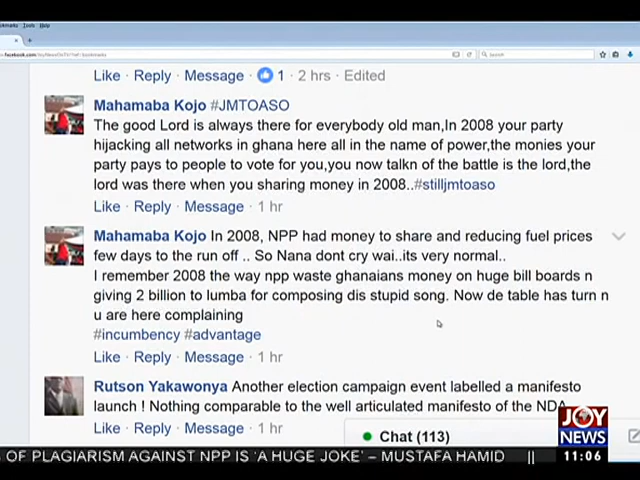 Tools Help
Like · Reply · Message · 1 · 2 hrs · Edited
Mahamaba Kojo #JMTOASO
The good Lord is always there for everybody old man,In 2008 your party
hijacking all networks in ghana here all in the name of power,the monies your
party pays to people to vote for you,you now talkn of the battle is the lord,the
lord was there when you sharing money in 2008..#stilljmtoaso
Like · Reply · Message · 1 hr
Mahamaba Kojo In 2008, NPP had money to share and reducing fuel prices
few days to the run off .. So Nana dont cry wai..its very normal..
I remember 2008 the way npp waste ghanaians money on huge bill boards n
giving 2 billion to lumba for composing dis stupid song. Now de table has turn n
u are here complaining
#incumbency #advantage
Like · Reply · Message · 1 hr
Rutson Yakawonya Another election campaign event labelled a manifesto
launch ! Nothing comparable to the well articulated manifesto of the NDA
Like · Reply · Message · 1 hr
Chat (113)
JOY
NEWS
OF PLAGIARISM AGAINST NPP IS 'A HUGE JOKE' – MUSTAFA HAMID ||
11:06